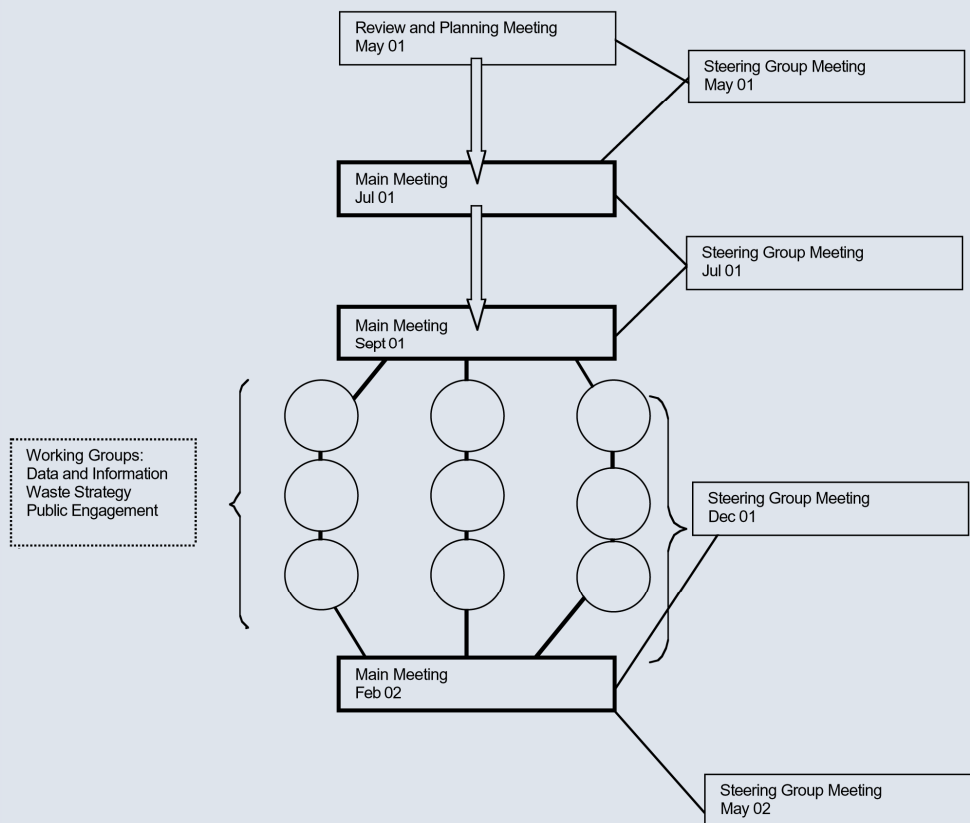 Review and Planning Meeting
May 01
Steering Group Meeting
May 01
Main Meeting
Jul 01
Steering Group Meeting
Jul 01
Main Meeting
Sept 01
Working Groups:
Data and Information
Waste Strategy
Public Engagement
Steering Group Meeting
Dec 01
Main Meeting
Feb 02
Steering Group Meeting
May 02